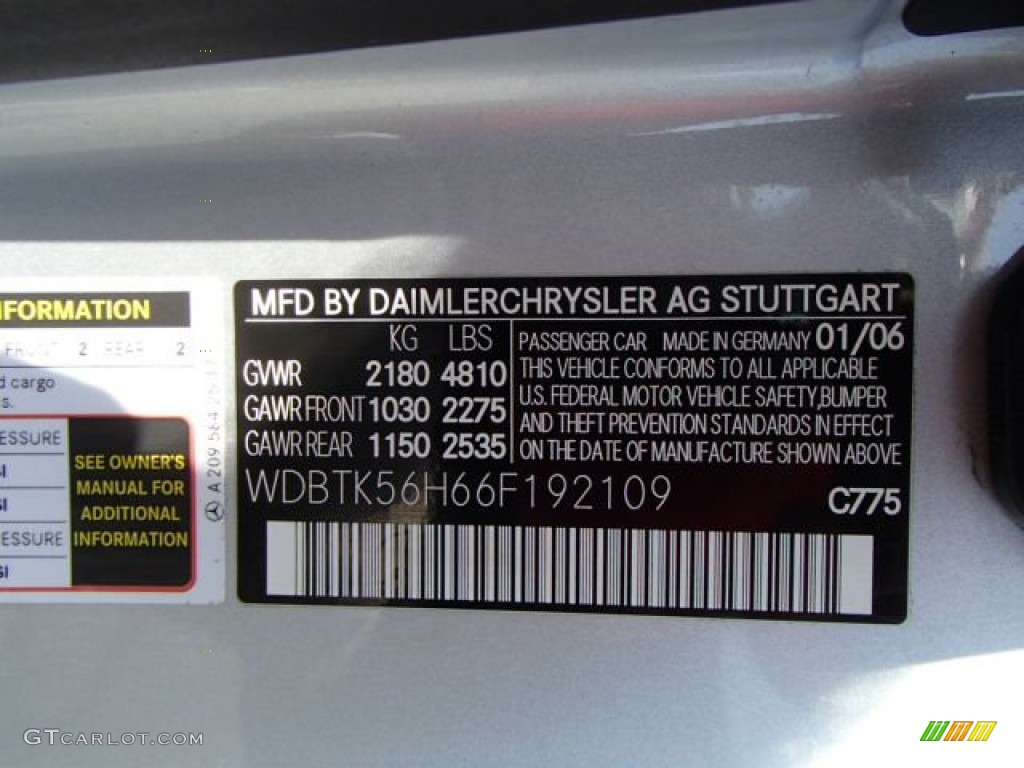 MFD BY DAIMLERCHRYSLER AG STUTTGART
KG LBS
GVWR 2180 4810
GAWR FRONT 1030 2275
GAWR REAR 1150 2535
PASSENGER CAR MADE IN GERMANY 01/06
THIS VEHICLE CONFORMS TO ALL APPLICABLE
U.S. FEDERAL MOTOR VEHICLE SAFETY, BUMPER
AND THEFT PREVENTION STANDARDS IN EFFECT
ON THE DATE OF MANUFACTURE SHOWN ABOVE
WDBTK56H66F192109
C775
FRONT 2 REAR 2
d cargo
s.
SEE OWNER'S
MANUAL FOR
ADDITIONAL
INFORMATION
A 209 584
GTCARLOT.COM